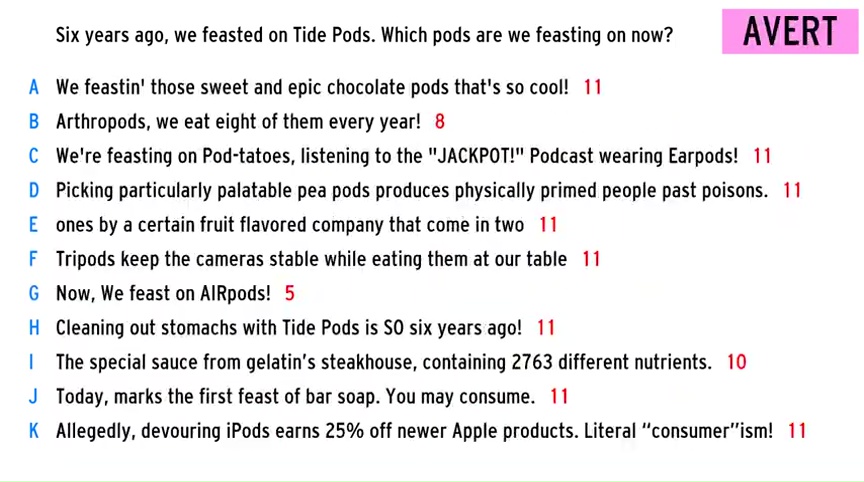 Six years ago, we feasted on Tide Pods. Which pods are we feasting on now?
AVERT
A We feastin' those sweet and epic chocolate pods that's so cool! 11
B Arthropods, we eat eight of them every year! 8
C We're feasting on Pod-tatoes, listening to the "JACKPOT!" Podcast wearing Earpods! 11
D Picking particularly palatable pea pods produces physically primed people past poisons. 11
E ones by a certain fruit flavored company that come in two 11
F Tripods keep the cameras stable while eating them at our table 11
G Now, We feast on AIRpods! 5
H Cleaning out stomachs with Tide Pods is SO six years ago! 11
I The special sauce from gelatin’s steakhouse, containing 2763 different nutrients. 10
J Today, marks the first feast of bar soap. You may consume. 11
K Allegedly, devouring iPods earns 25% off newer Apple products. Literal “consumer”ism! 11